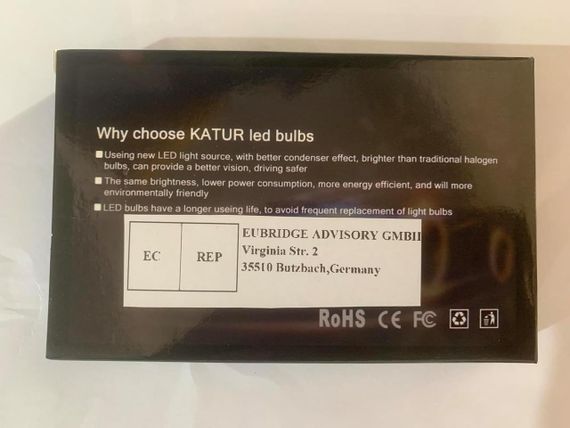 Why choose KATUR led bulbs
Useing new LED light source, with better condenser effect, brighter than traditional halogen
bulbs, can provide a better vision, driving safer
The same brightness, lower power consumption, more energy efficient, and will more
environmentally friendly
LED bulbs have a longer useing life, to avoid frequent replacement of light bulbs
EC REP
EUBRIDGE ADVISORY GMBH
Virginia Str. 2
35510 Butzbach,Germany
RoHS CE FC